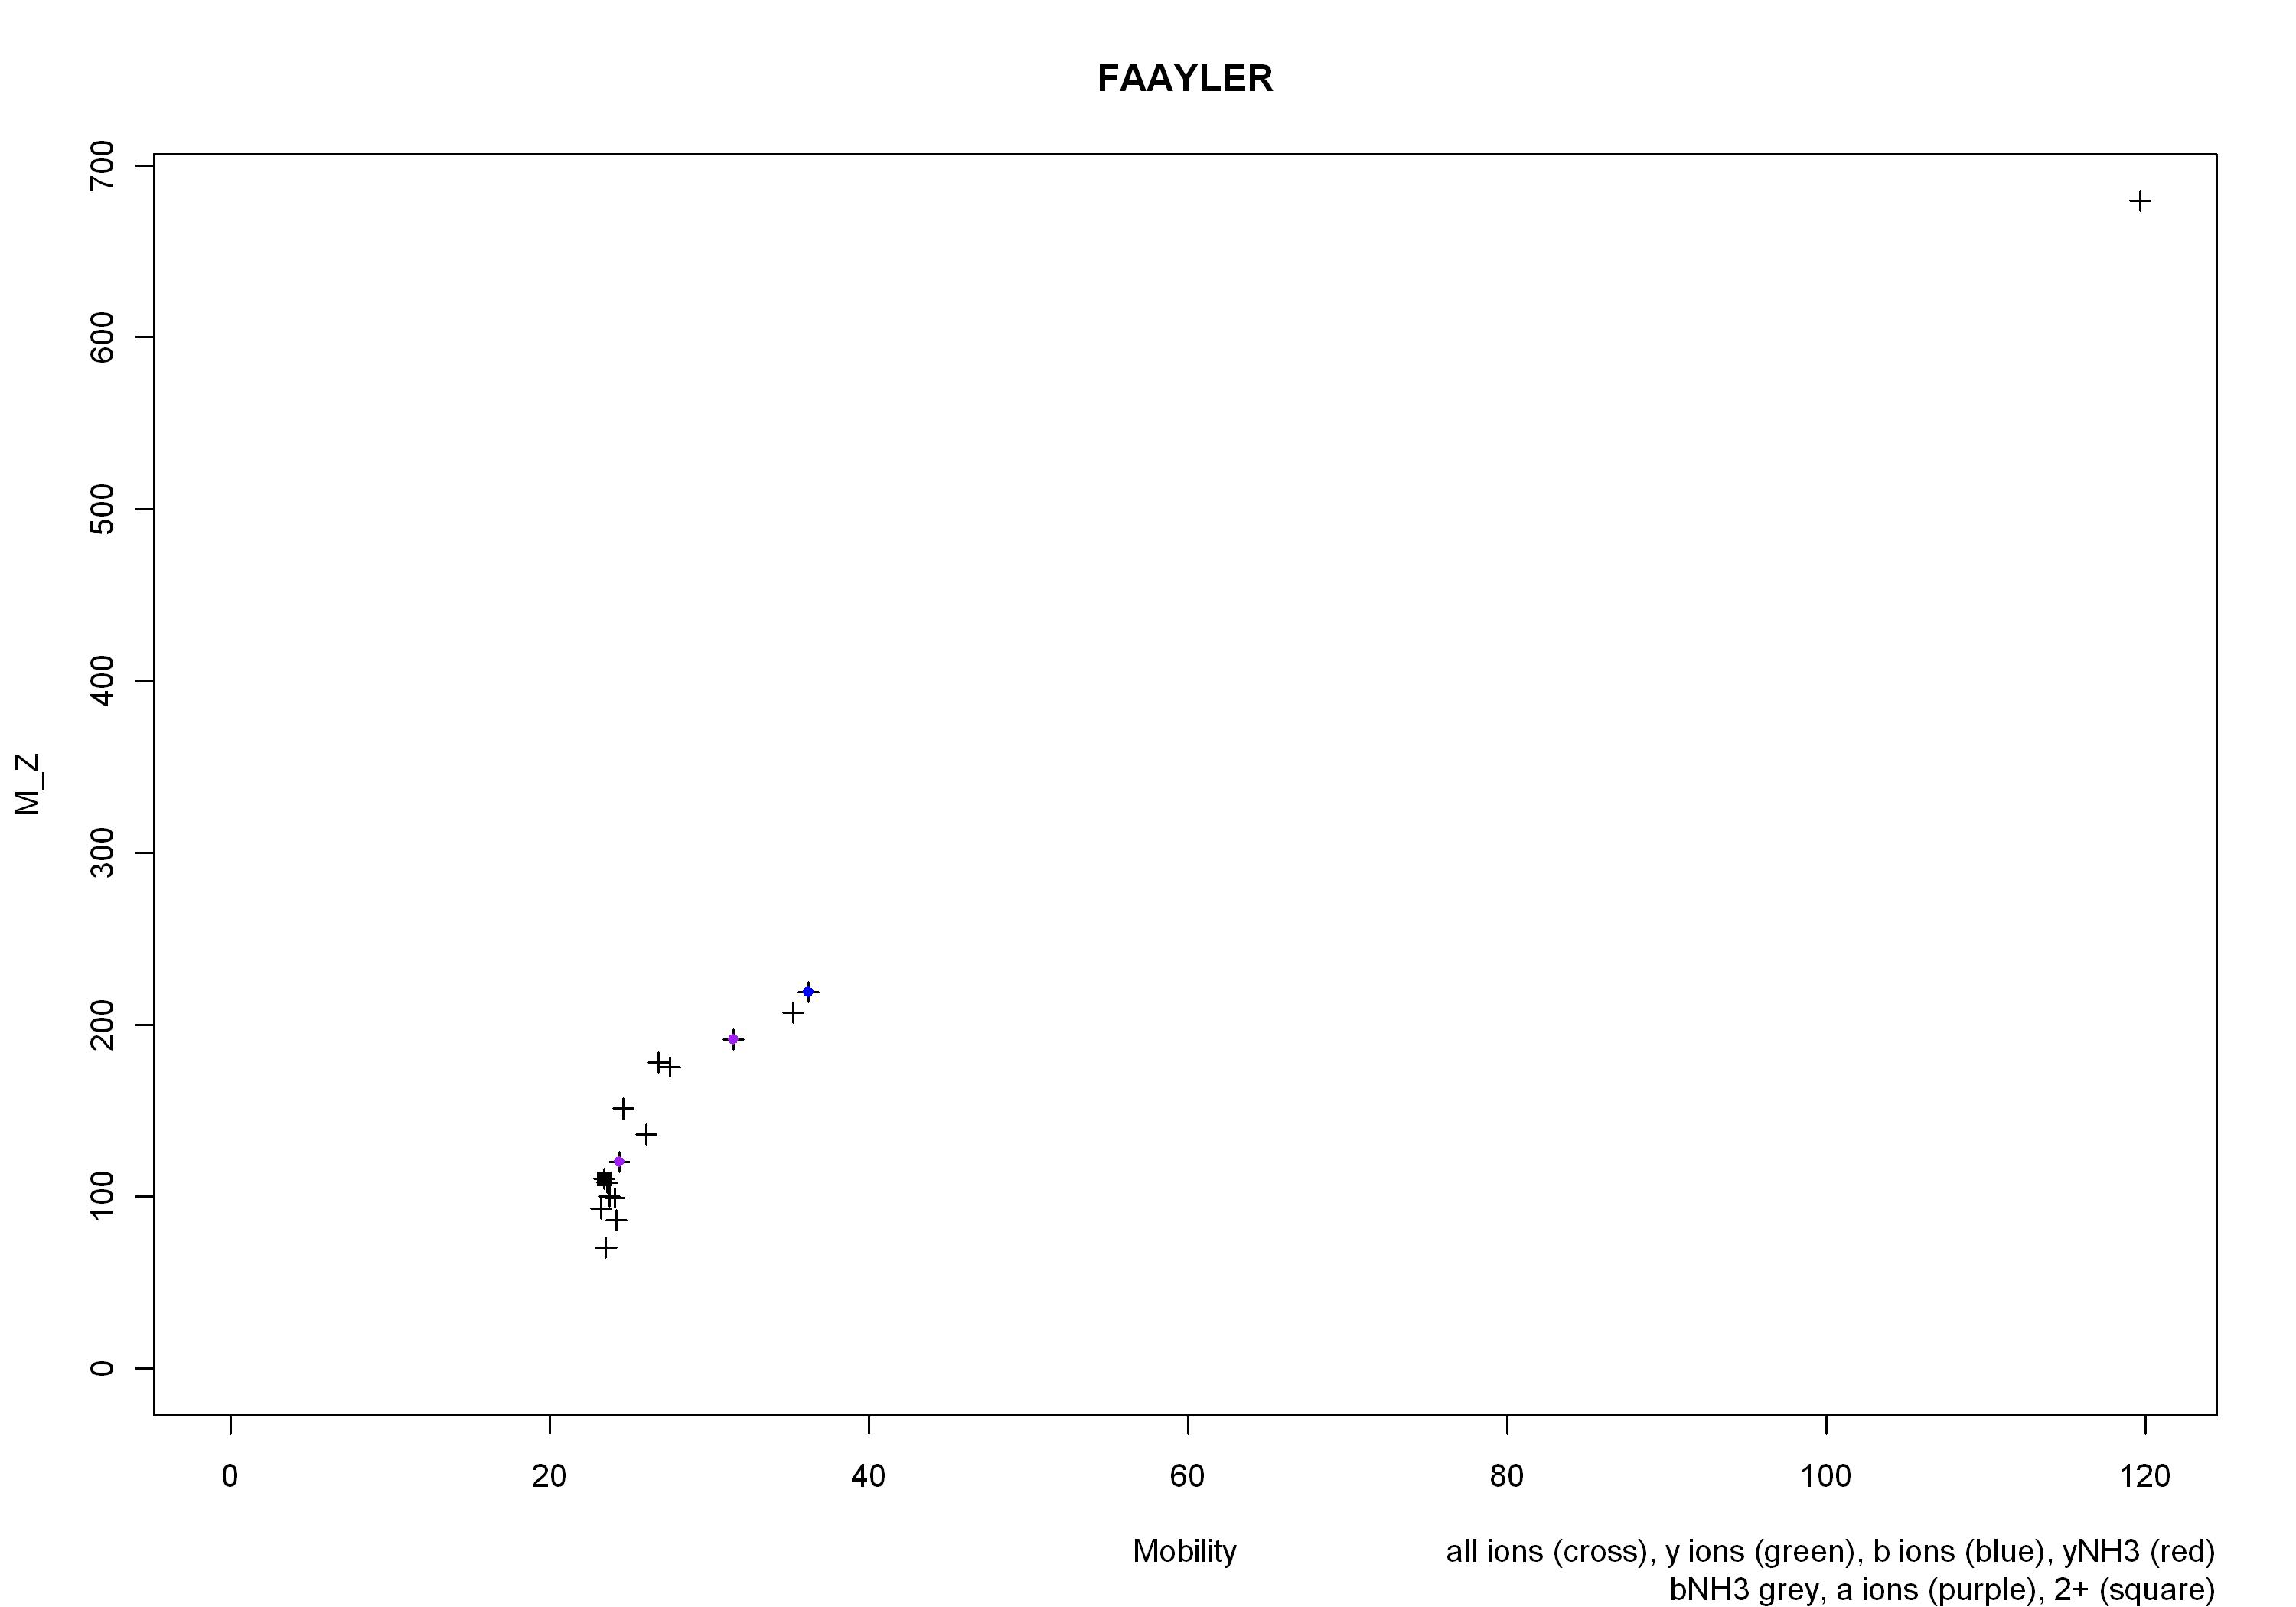 FAAYLER
700
600
500
400
300
200
100
0
M_Z
0 20 40 60 80 100 120
Mobility
all ions (cross), y ions (green), b ions (blue), yNH3 (red)
bNH3 grey, a ions (purple), 2+ (square)